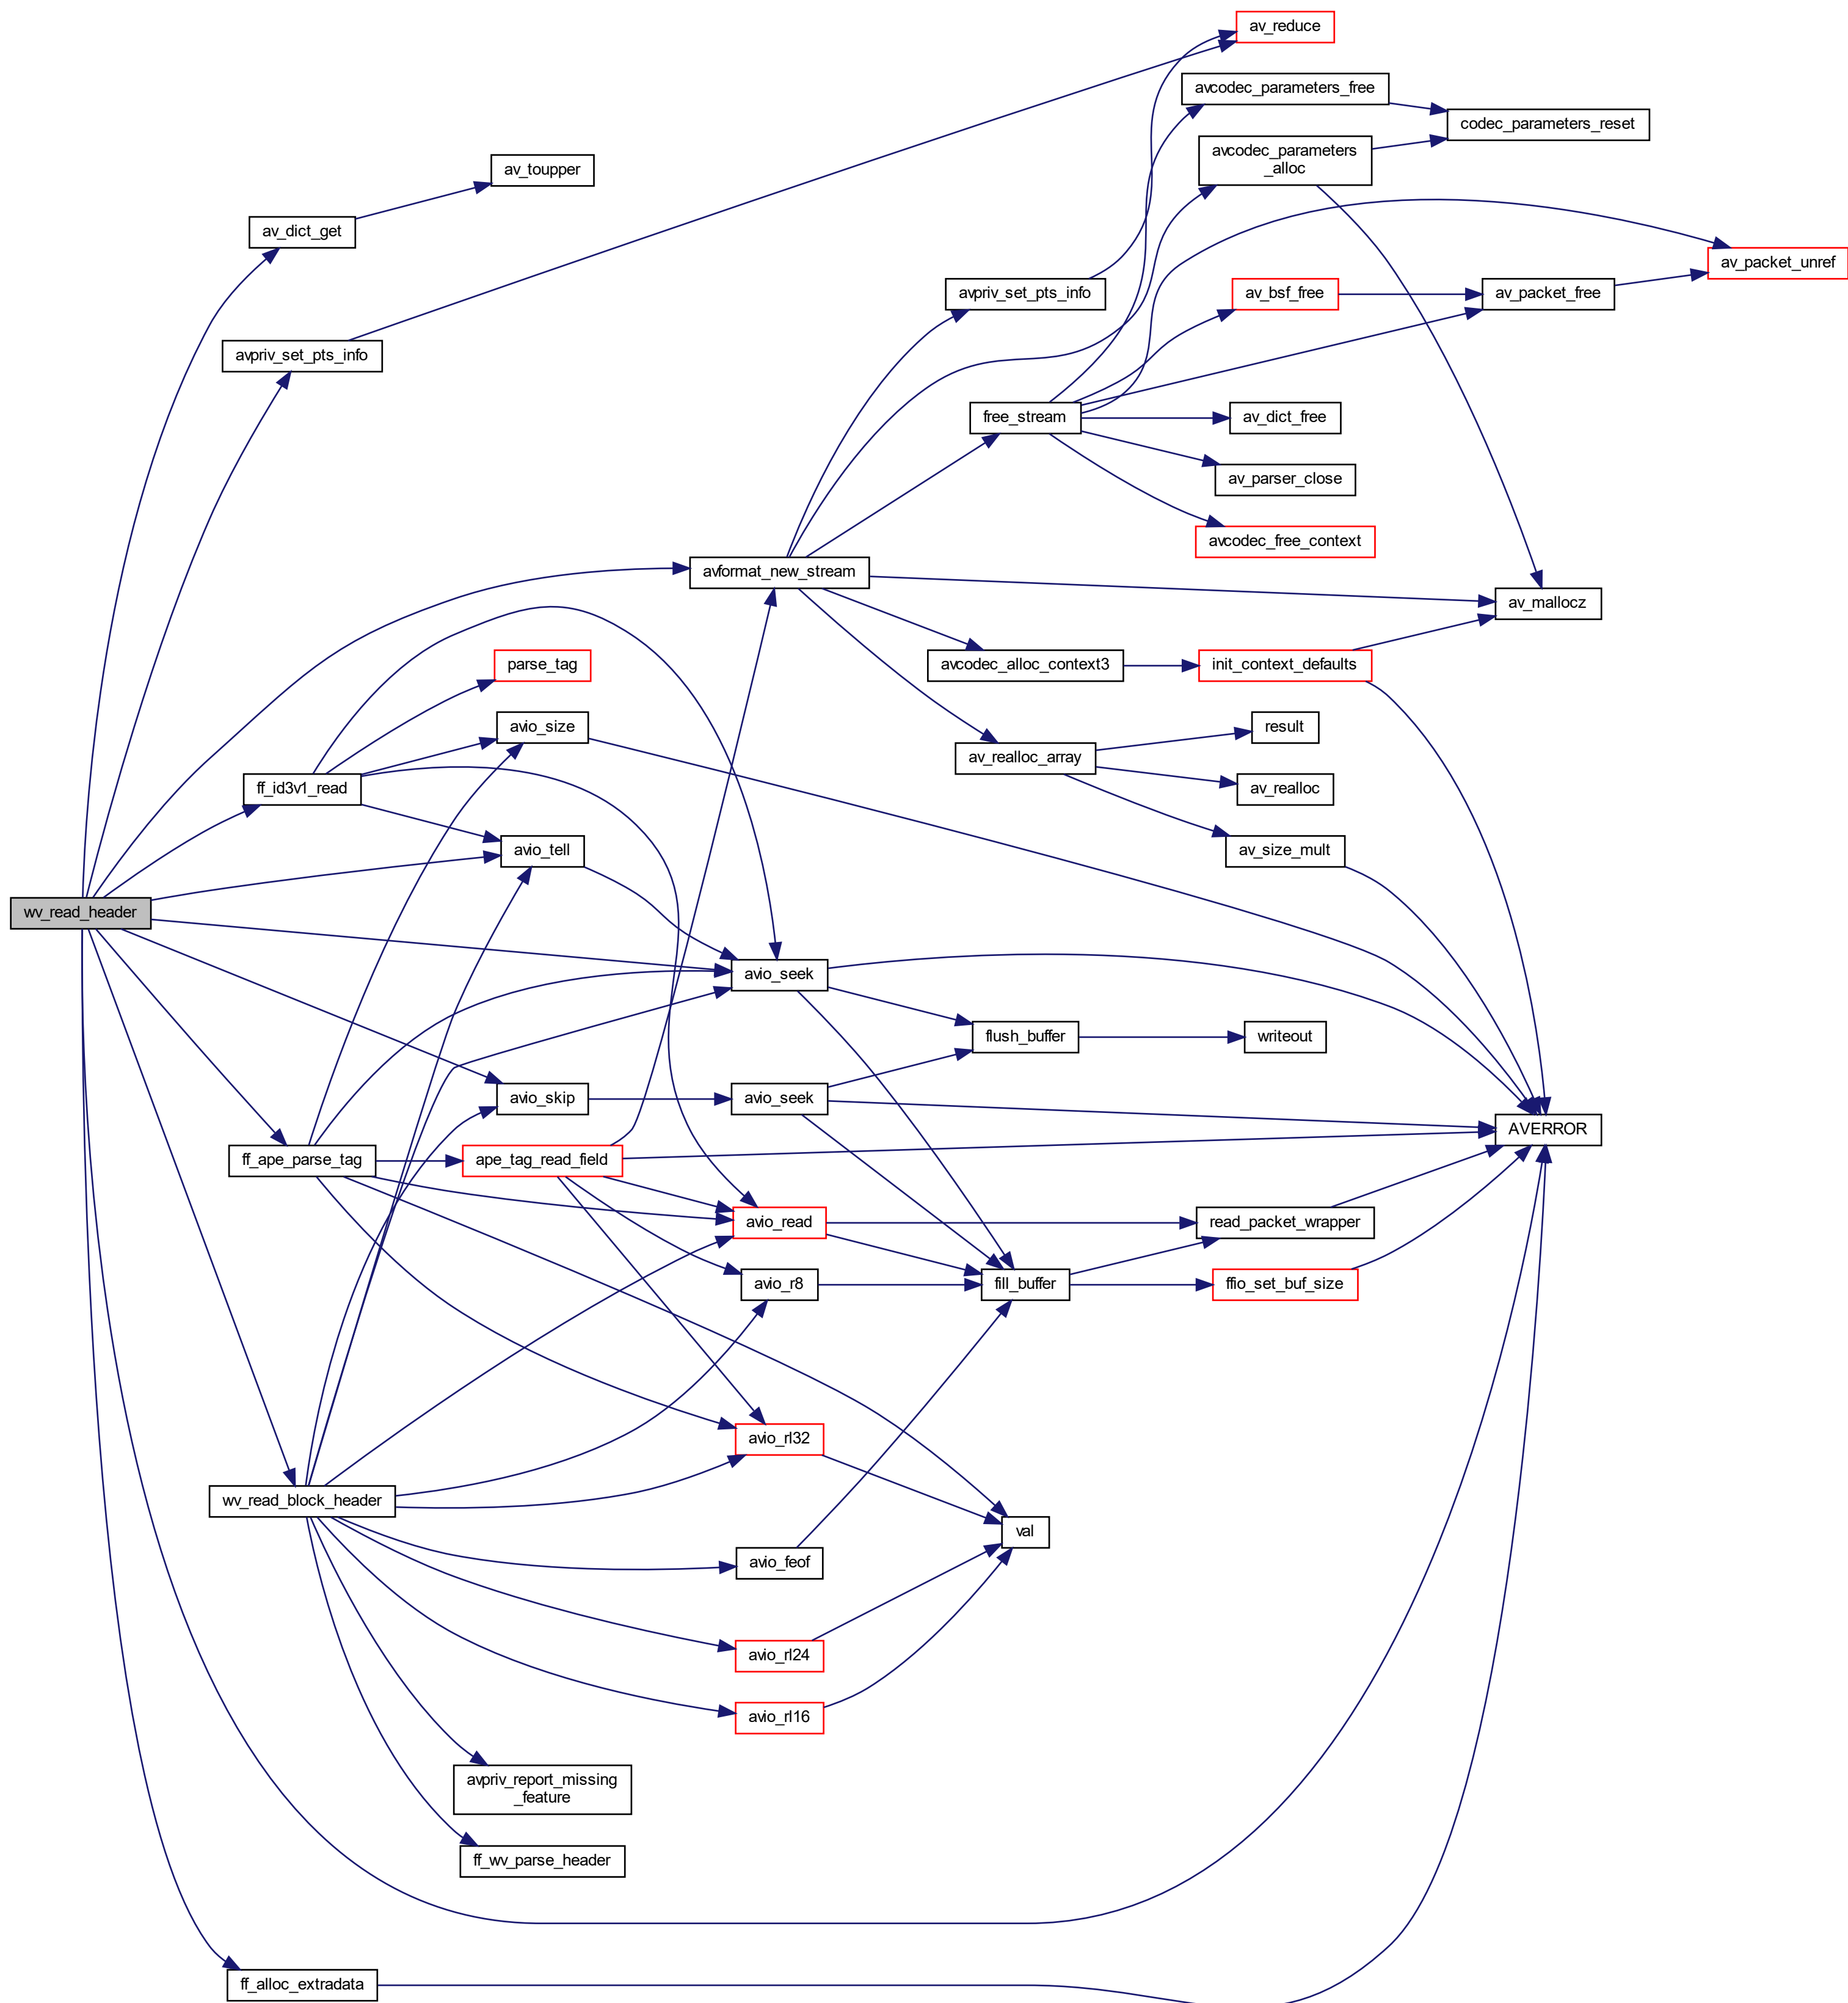 av_reduce
avcodec_parameters_free
codec_parameters_reset
avcodec_parameters
_alloc
av_toupper
av_dict_get
av_packet_unref
avpriv_set_pts_info
av_bsf_free
av_packet_free
avpriv_set_pts_info
free_stream
av_dict_free
av_parser_close
avcodec_free_context
avformat_new_stream
av_mallocz
parse_tag
avcodec_alloc_context3
init_context_defaults
avio_size
result
ff_id3v1_read
av_realloc_array
av_realloc
avio_tell
av_size_mult
wv_read_header
avio_seek
flush_buffer
writeout
avio_skip
avio_seek
AVERROR
ff_ape_parse_tag
ape_tag_read_field
avio_read
read_packet_wrapper
avio_r8
fill_buffer
ffio_set_buf_size
avio_rl32
wv_read_block_header
val
avio_feof
avio_rl24
avio_rl16
avpriv_report_missing
_feature
ff_wv_parse_header
ff_alloc_extradata